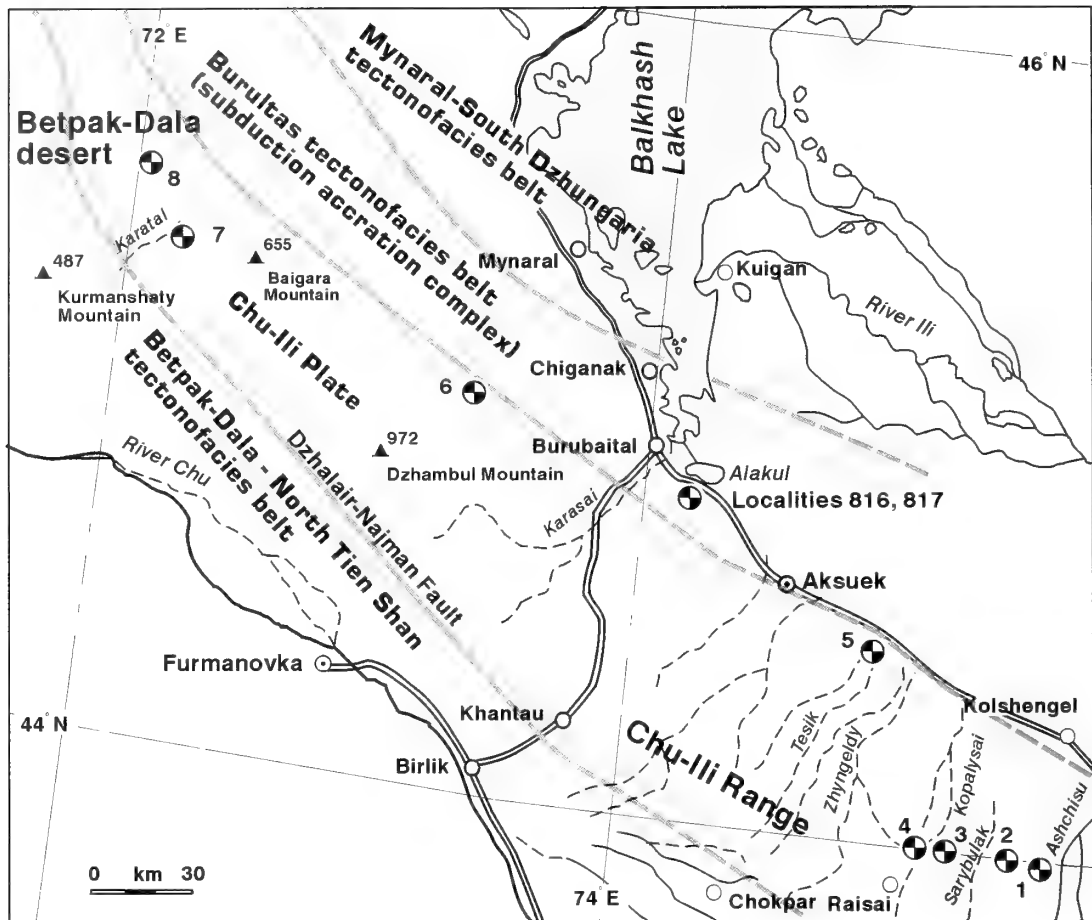 72° E
46° N
Mynaral-South Dzhungaria
tectonofacies belt
Burultas tectonofacies belt
(subduction accration complex)
Balkhash
Lake
Betpak-Dala
desert
8
Karatal
7
487
Kurmanshaty
Mountain
655
Baigara
Mountain
Mynaral
Kuigan
River Ili
Chu-Ili Plate
Chiganak
6
Betpak-Dala - North Tien Shan
tectonofacies belt
Dzhalair-Najman Fault
972
Dzhambul Mountain
Burubaital
Alakul
Localities 816, 817
River Chu
Karasai
Aksuek
5
Furmanovka
44° N
Khantau
Birlik
Tesik
Zhyngeldy
Kolshengel
Kopalysai
Chu-Ili Range
Ashchisu
4
3
2
1
Sarybulak
0 km 30
74° E
Chokpar
Raisai